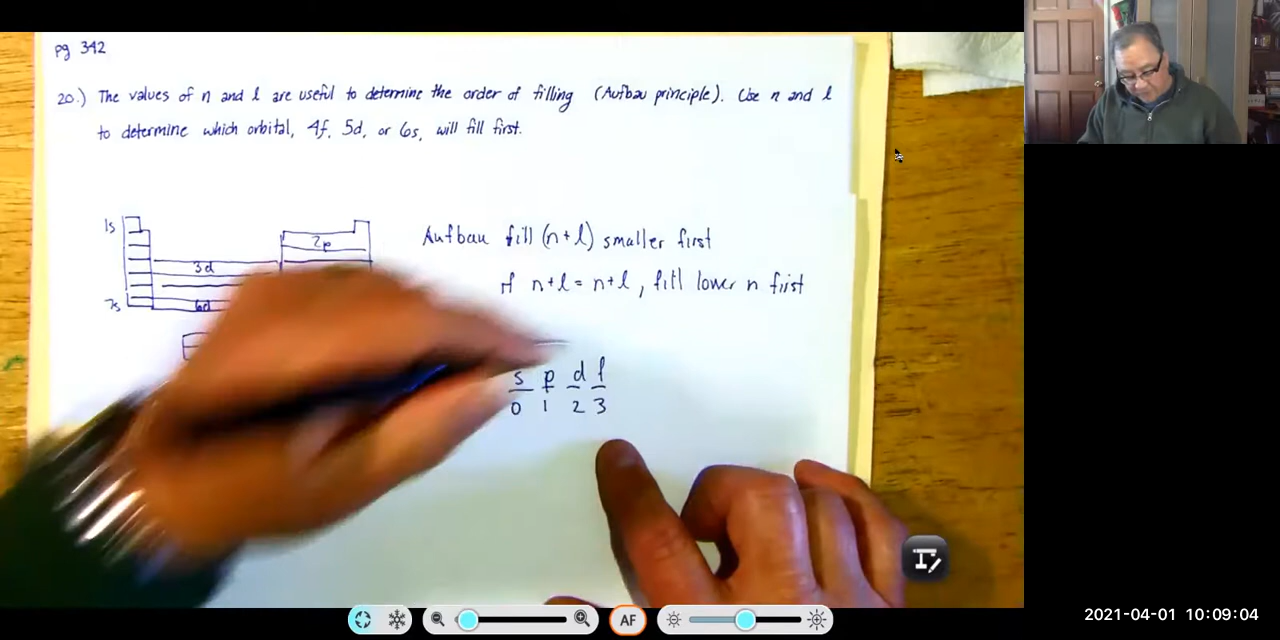 pg 342
20.) The values of n and l are useful to determine the order of filling (Aufbau principle). Use n and l
to determine which orbital, 4f, 5d, or 6s, will fill first.
1s
2p
3d
7s
6d
Aufbau fill (n+l) smaller first
If n+l = n+l, fill lower n first
s p d f
0 1 2 3
AF
2021-04-01 10:09:04